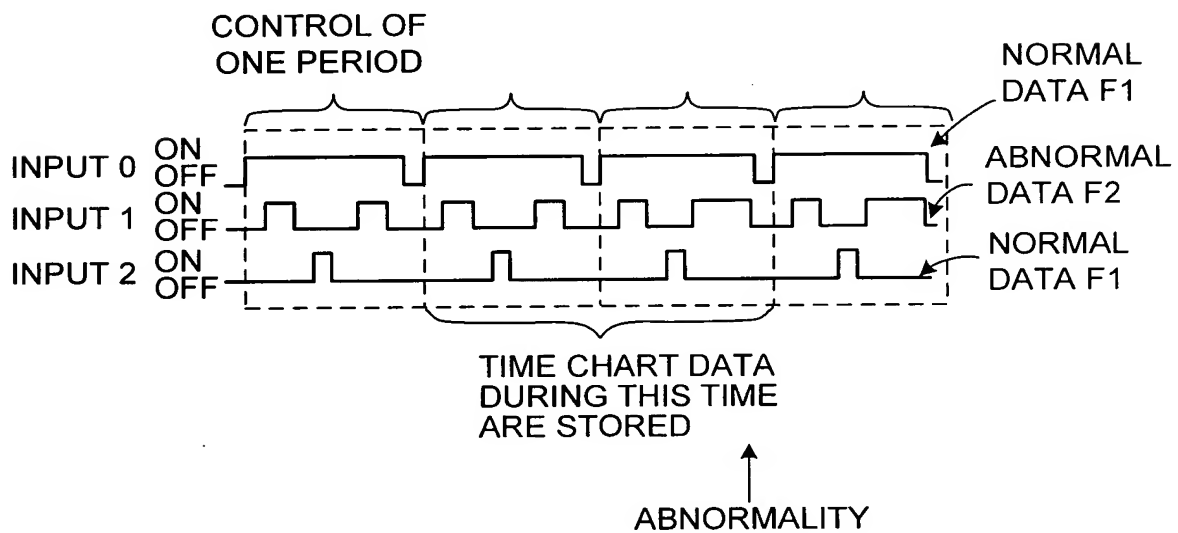 CONTROL OF
ONE PERIOD
NORMAL
DATA F1
INPUT 0
ON
OFF
ABNORMAL
DATA F2
INPUT 1
ON
OFF
NORMAL
DATA F1
INPUT 2
ON
OFF
TIME CHART DATA
DURING THIS TIME
ARE STORED
ABNORMALITY